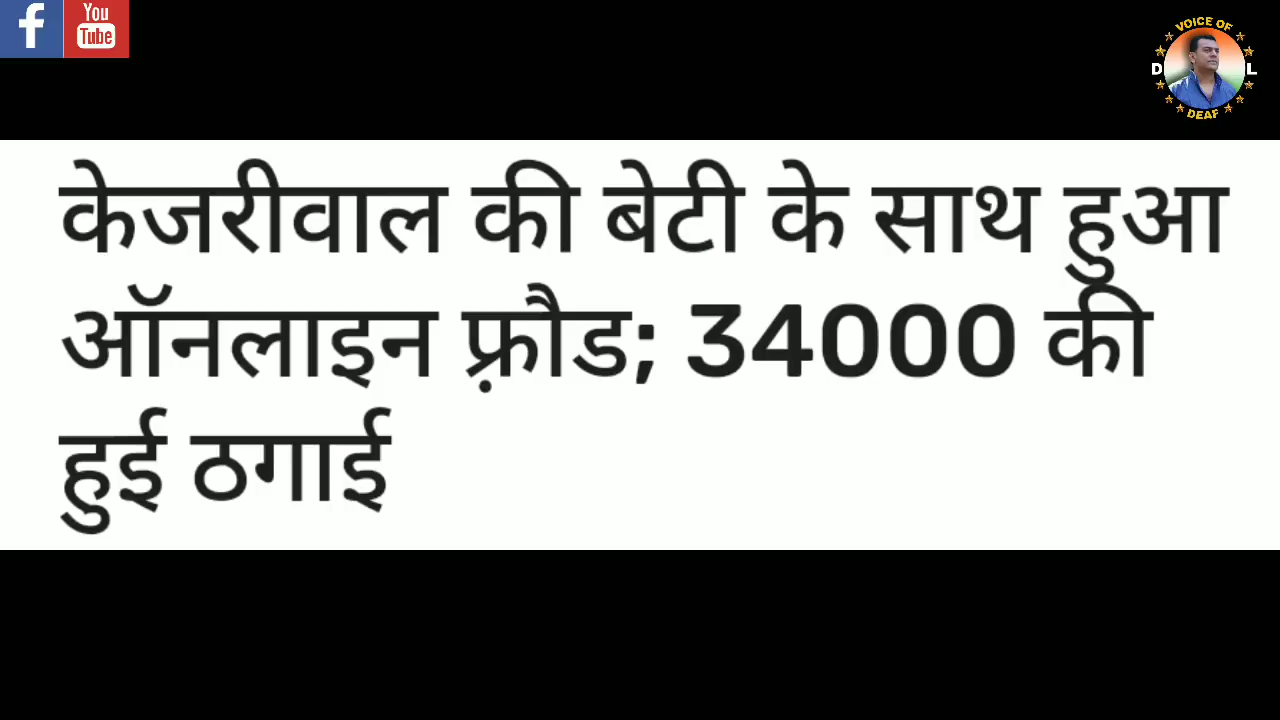 f
You
Tube
VOICE OF
D L
DEAF
केजरीवाल की बेटी के साथ हुआ
ऑनलाइन फ़्रौड; 34000 की
हुई ठगाई